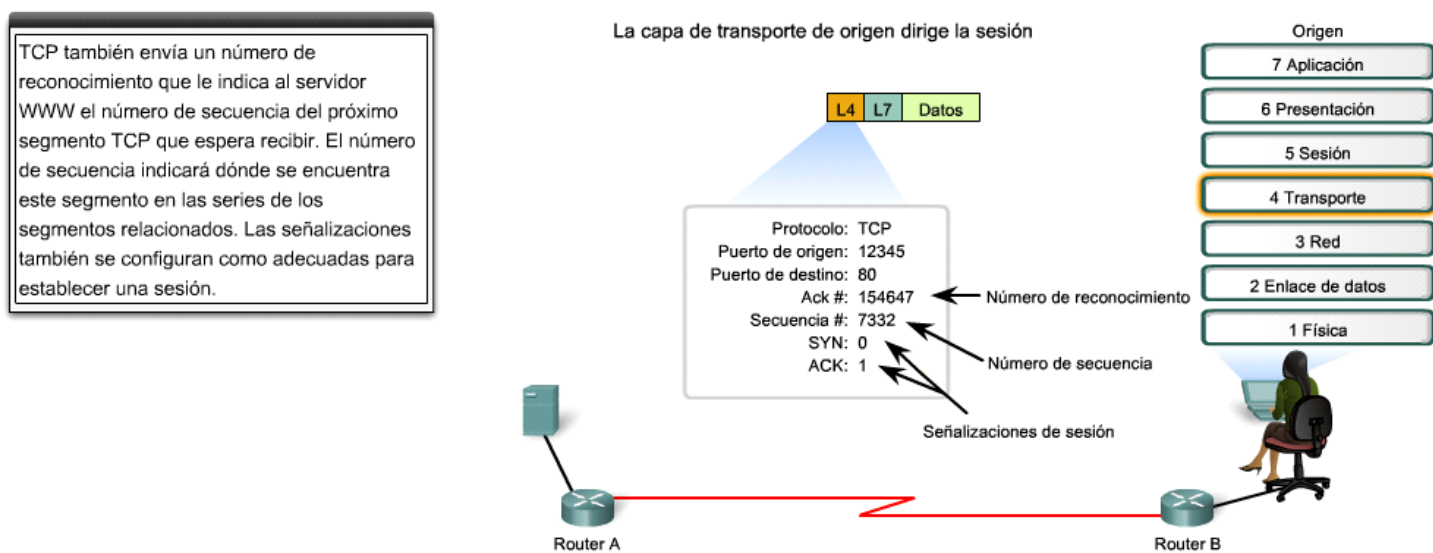 TCP también envía un número de
reconocimiento que le indica al servidor
WWW el número de secuencia del próximo
segmento TCP que espera recibir. El número
de secuencia indicará dónde se encuentra
este segmento en las series de los
segmentos relacionados. Las señalizaciones
también se configuran como adecuadas para
establecer una sesión.
La capa de transporte de origen dirige la sesión
L4 L7 Datos
Protocolo: TCP
Puerto de origen: 12345
Puerto de destino: 80
Ack #: 154647
Secuencia #: 7332
SYN: 0
ACK: 1
Número de reconocimiento
Número de secuencia
Señalizaciones de sesión
Origen
7 Aplicación
6 Presentación
5 Sesión
4 Transporte
3 Red
2 Enlace de datos
1 Física
Router A
Router B